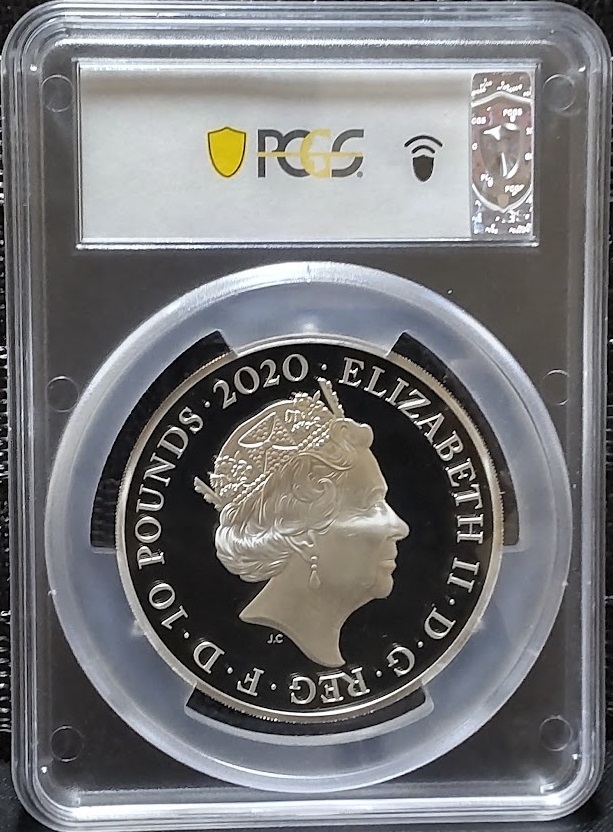 PCGS
ELIZABETH II · D · G · REG · F · D · 10 POUNDS · 2020 ·
J.C